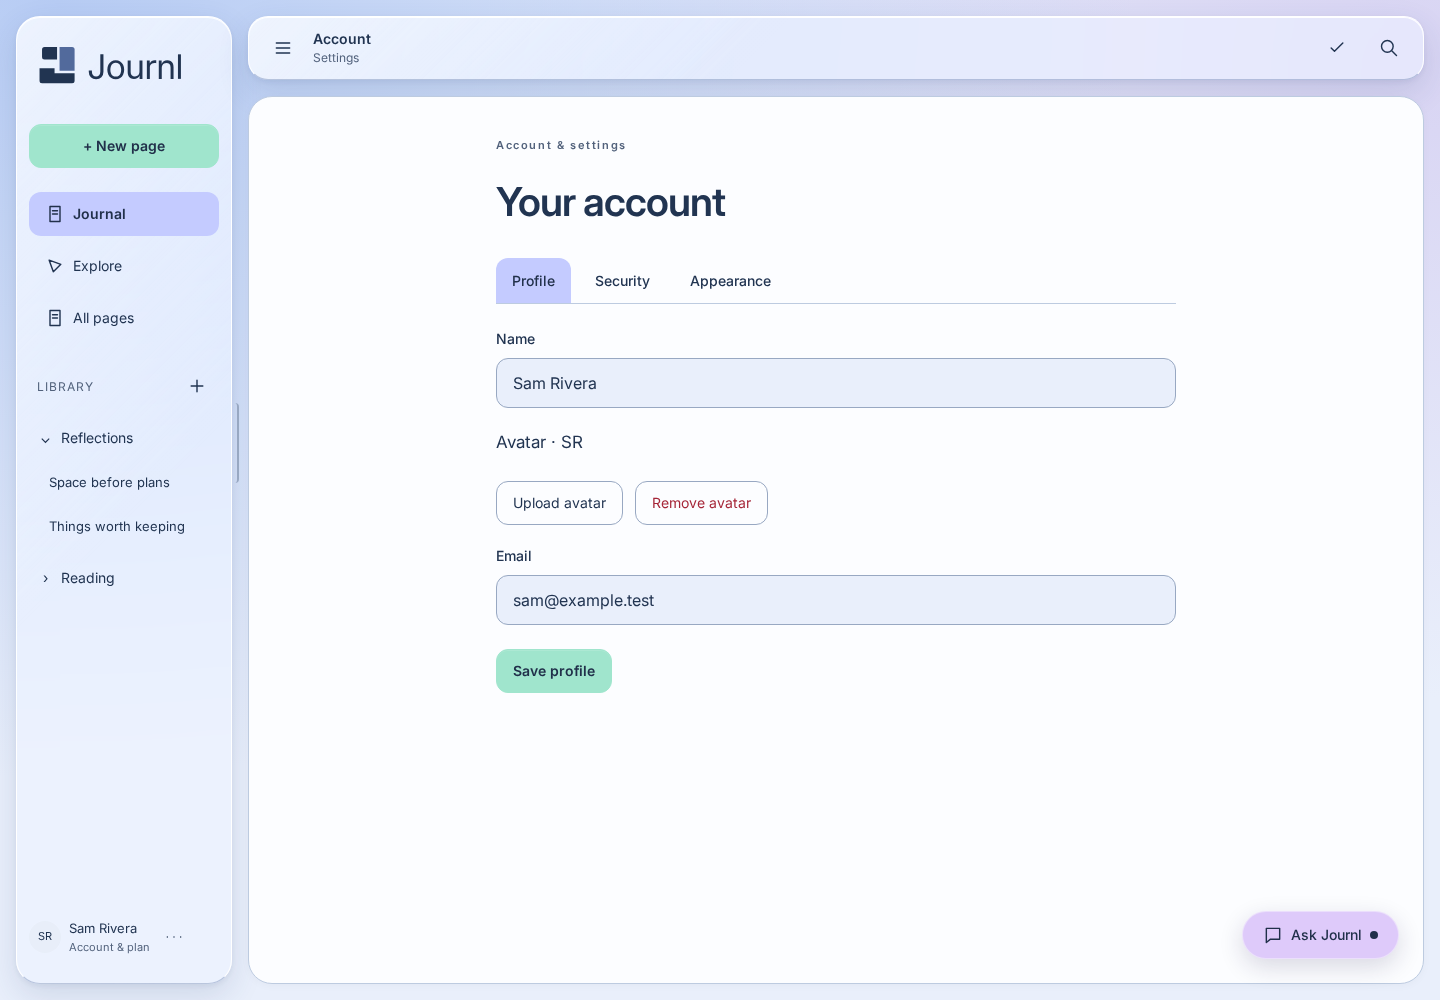 Journl
+ New page
Journal
Explore
All pages
LIBRARY
Reflections
Space before plans
Things worth keeping
Reading
SR
Sam Rivera
Account & plan
Account
Settings
Account & settings
Your account
Profile Security Appearance
Name
Sam Rivera
Avatar · SR
Upload avatar Remove avatar
Email
sam@example.test
Save profile
Ask Journl